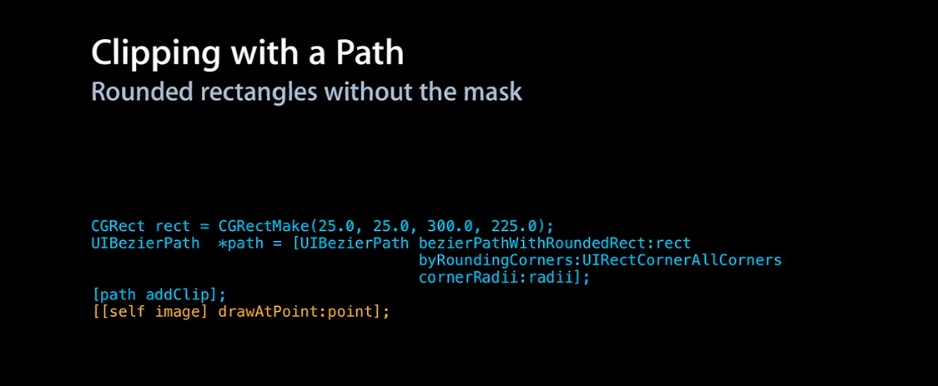 Clipping with a Path
Rounded rectangles without the mask
CGRect rect = CGRectMake(25.0, 25.0, 300.0, 225.0);
UIBezierPath  *path = [UIBezierPath bezierPathWithRoundedRect:rect
byRoundingCorners:UIRectCornerAllCorners
cornerRadii:radii];
[path addClip];
[[self image] drawAtPoint:point];